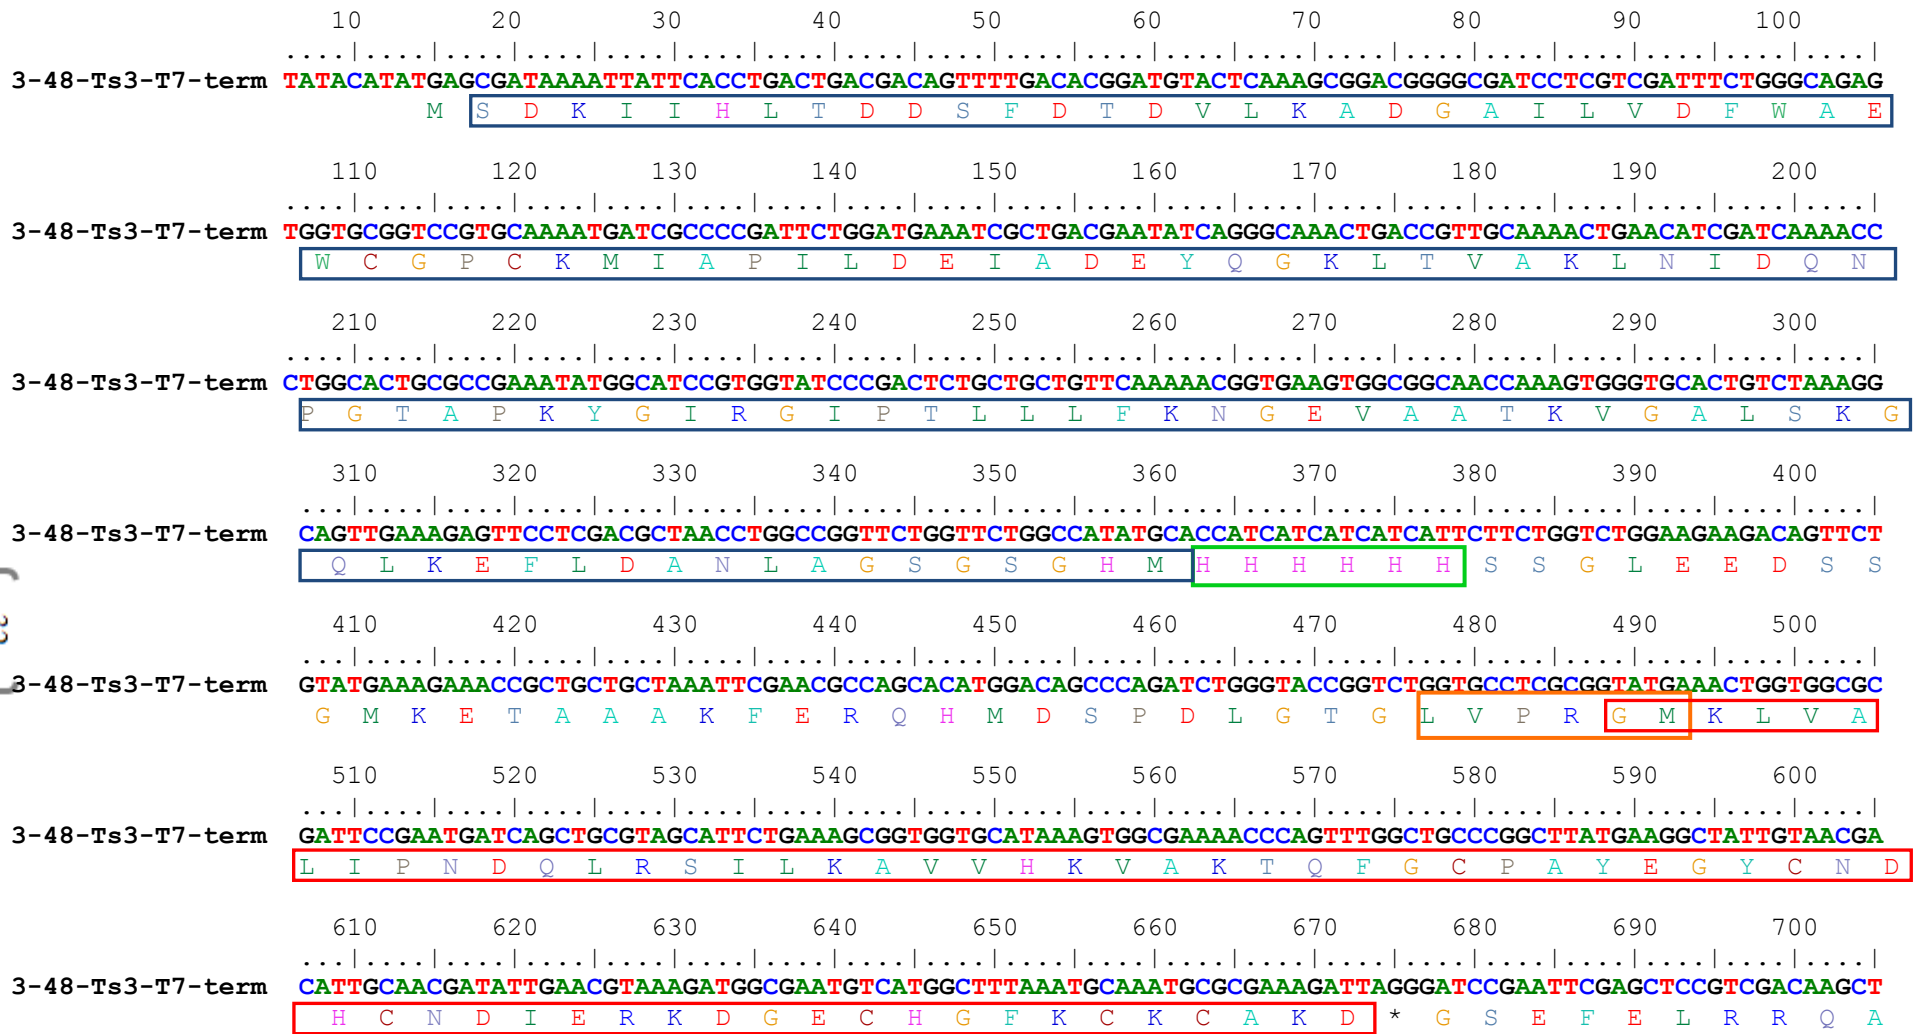 10 20 30 40 50 60 70 80 90 100
....|....|....|....|....|....|....|....|....|....|....|....|....|....|....|....|....|....|....|....|
3-48-Ts3-T7-term TATACATATGAGCGATAAAATTATTCACCTGACTGACGACAGTTTTGACACGGATGTACTCAAAGCGGACGGGGCGATCCTCGTCGATTTCTGGGCAGAG
M S D K I I H L T D D S F D T D V L K A D G A I L V D F W A E
110 120 130 140 150 160 170 180 190 200
....|....|....|....|....|....|....|....|....|....|....|....|....|....|....|....|....|....|....|....|
3-48-Ts3-T7-term TGGTGCGGTCCGTGCAAAATGATCGCCCCGATTCTGGATGAAATCGCTGACGAATATCAGGGCAAACTGACCGTTGCAAAACTGAACATCGATCAAAACC
W C G P C K M I A P I L D E I A D E Y Q G K L T V A K L N I D Q N
210 220 230 240 250 260 270 280 290 300
....|....|....|....|....|....|....|....|....|....|....|....|....|....|....|....|....|....|....|....|
3-48-Ts3-T7-term CTGGCACTGCGCCGAAATATGGCATCCGTGGTATCCCGACTCTGCTGCTGTTCAAAAACGGTGAAGTGGCGGCAACCAAAGTGGGTGCACTGTCTAAAGG
P G T A P K Y G I R G I P T L L L F K N G E V A A T K V G A L S K G
310 320 330 340 350 360 370 380 390 400
....|....|....|....|....|....|....|....|....|....|....|....|....|....|....|....|....|....|....|....|
3-48-Ts3-T7-term CAGTTGAAAGAGTTCCTCGACGCTAACCTGGCCGGTTCTGGTTCTGGCCATATGCACCATCATCATCATCATTCTTCTGGTCTGGAAGAAGACAGTTCT
Q L K E F L D A N L A G S G S G H M H H H H H H S S G L E E D S S
410 420 430 440 450 460 470 480 490 500
....|....|....|....|....|....|....|....|....|....|....|....|....|....|....|....|....|....|....|....|
3-48-Ts3-T7-term GTATGAAAGAAACCGCTGCTGCTAAATTCGAACGCCAGCACATGGACAGCCCAGATCTGGGTACCGGTCTGGTGCCTCGCGGTATGAAACTGGTGGCGC
G M K E T A A A K F E R Q H M D S P D L G T G L V P R G M K L V A
510 520 530 540 550 560 570 580 590 600
....|....|....|....|....|....|....|....|....|....|....|....|....|....|....|....|....|....|....|....|
3-48-Ts3-T7-term GATTCCGAATGATCAGCTGCGTAGCATTCTGAAAGCGGTGGTGCATAAAGTGGCGAAAACCCAGTTTGGCTGCCCGGCTTATGAAGGCTATTGTAACGA
L I P N D Q L R S I L K A V V H K V A K T Q F G C P A Y E G Y C N D
610 620 630 640 650 660 670 680 690 700
....|....|....|....|....|....|....|....|....|....|....|....|....|....|....|....|....|....|....|....|
3-48-Ts3-T7-term CATTGCAACGATATTGAACGTAAAGATGGCGAATGTCATGGCTTTAAATGCAAATGCGCGAAAGATTAGGGATCCGAATTCGAGCTCCGTCGACAAGCT
H C N D I E R K D G E C H G F K C K C A K D * G S E F E L R R Q A